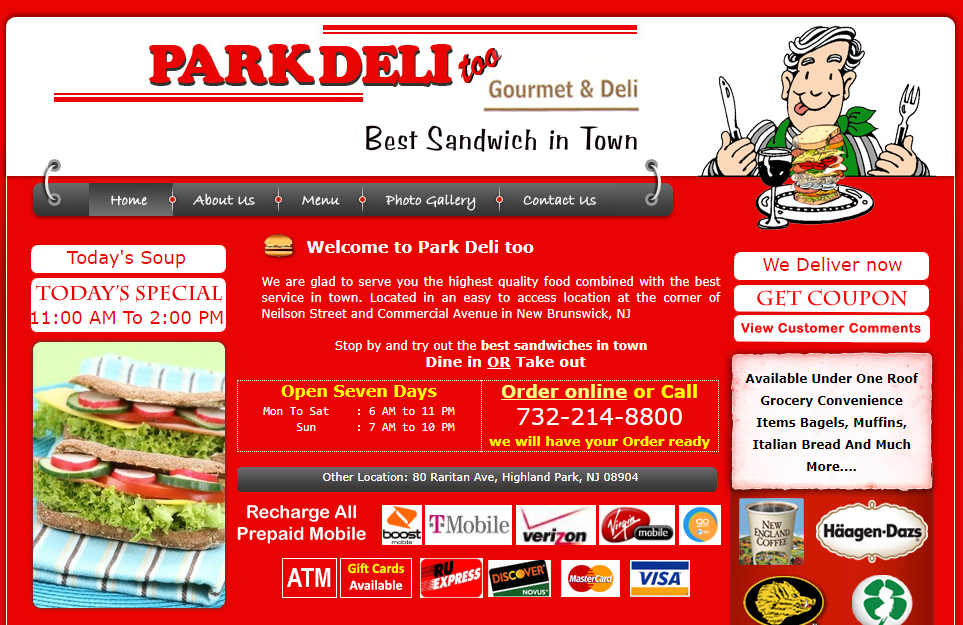 PARK DELI too
Gourmet & Deli
Best Sandwich in Town
Home
About Us
Menu
Photo Gallery
Contact Us
Today's Soup
TODAY'S SPECIAL
11:00 AM To 2:00 PM
Welcome to Park Deli too
We are glad to serve you the highest quality food combined with the best
service in town. Located in an easy to access location at the corner of
Neilson Street and Commercial Avenue in New Brunswick, NJ
Stop by and try out the best sandwiches in town
Dine in OR Take out
Open Seven Days
Mon To Sat : 6 AM to 11 PM
Sun : 7 AM to 10 PM
Order online or Call
732-214-8800
we will have your Order ready
Other Location: 80 Raritan Ave, Highland Park, NJ 08904
Recharge All
Prepaid Mobile
boost
mobile
T-Mobile
verizon
Virgin
mobile
go
ATM
Gift Cards
Available
RU
EXPRESS
DISCOVER
NOVUS
MasterCard
VISA
We Deliver now
GET COUPON
View Customer Comments
Available Under One Roof
Grocery Convenience
Items Bagels, Muffins,
Italian Bread And Much
More....
NEW
ENGLAND
COFFEE
Häagen-Dazs